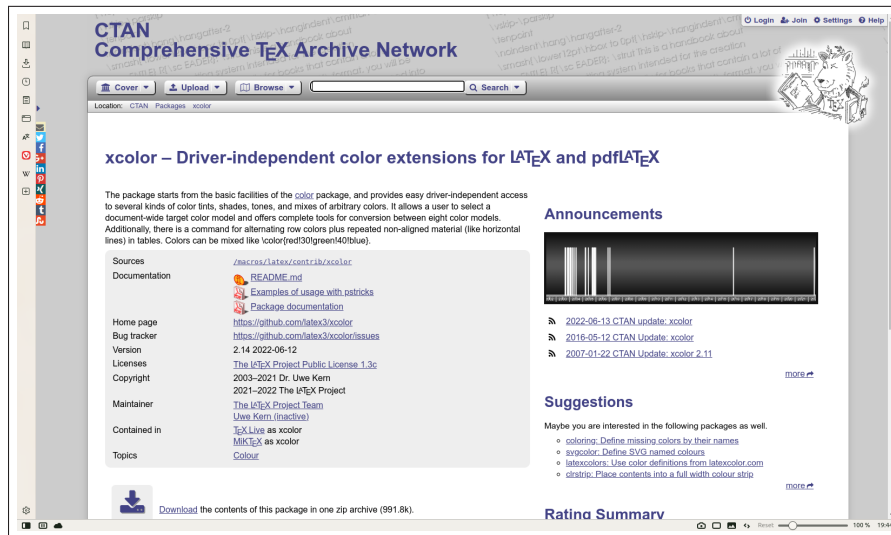 CTAN
Comprehensive TEX Archive Network
Login Join Settings Help
Cover Upload Browse Search
Location: CTAN Packages xcolor
xcolor – Driver-independent color extensions for LATEX and pdfLATEX
The package starts from the basic facilities of the color package, and provides easy driver-independent access
to several kinds of color tints, shades, tones, and mixes of arbitrary colors. It allows a user to select a
document-wide target color model and offers complete tools for conversion between eight color models.
Additionally, there is a command for alternating row colors plus repeated non-aligned material (like horizontal
lines) in tables. Colors can be mixed like \color{red!30!green!40!blue}.
Sources /macros/latex/contrib/xcolor
Documentation README.md
Examples of usage with pstricks
Package documentation
Home page https://github.com/latex3/xcolor
Bug tracker https://github.com/latex3/xcolor/issues
Version 2.14 2022-06-12
Licenses The LATEX Project Public License 1.3c
Copyright 2003–2021 Dr. Uwe Kern
2021–2022 The LATEX Project
Maintainer The LATEX Project Team
Uwe Kern (inactive)
Contained in TEX Live as xcolor
MiKTEX as xcolor
Topics Colour
Download the contents of this package in one zip archive (991.8k).
Announcements
2022-06-13 CTAN update: xcolor
2016-05-12 CTAN Update: xcolor
2007-01-22 CTAN Update: xcolor 2.11
more
Suggestions
Maybe you are interested in the following packages as well.
coloring: Define missing colors by their names
svgcolor: Define SVG named colours
latexcolors: Use color definitions from latexcolor.com
clrstrip: Place contents into a full width colour strip
more
Rating Summary
Reset 100 % 19:44